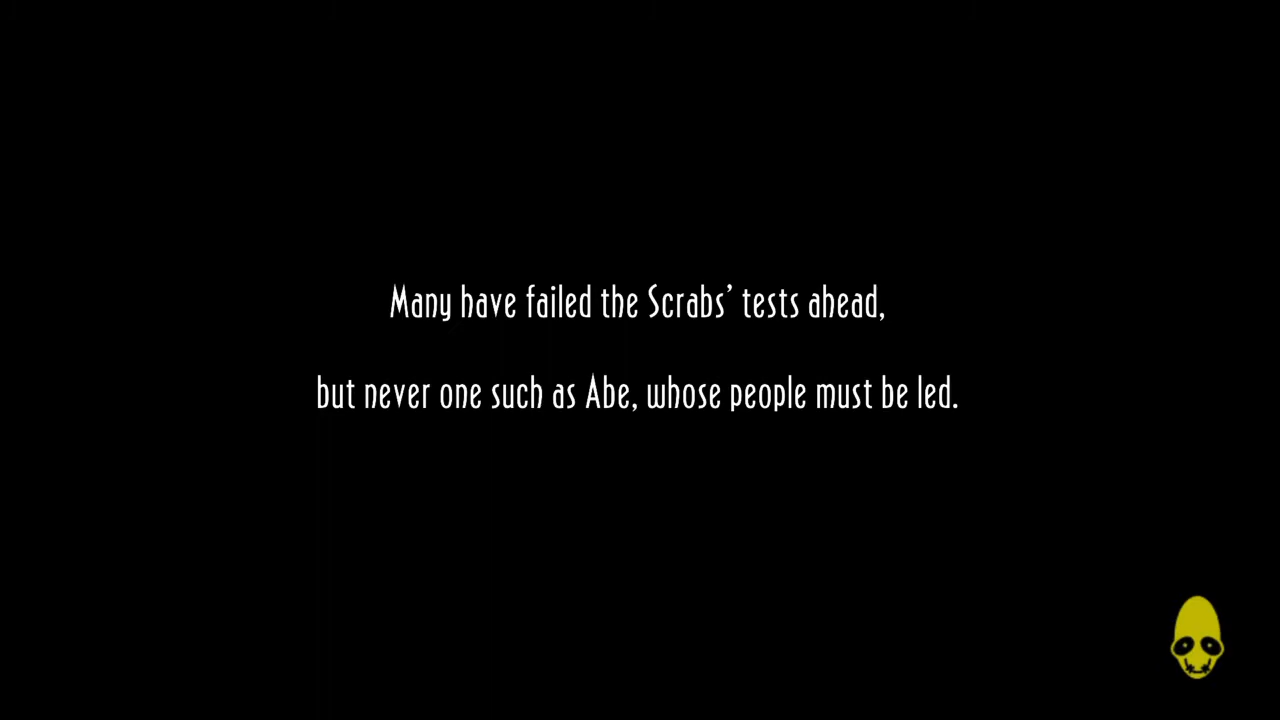 Many have failed the Scrabs’ tests ahead,
but never one such as Abe, whose people must be led.